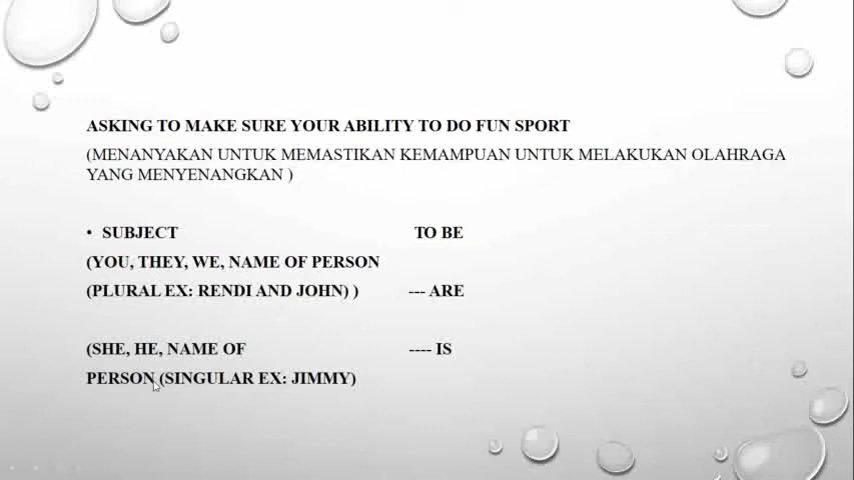 ASKING TO MAKE SURE YOUR ABILITY TO DO FUN SPORT
(MENANYAKAN UNTUK MEMASTIKAN KEMAMPUAN UNTUK MELAKUKAN OLAHRAGA
YANG MENYENANGKAN )
• SUBJECT TO BE
(YOU, THEY, WE, NAME OF PERSON
(PLURAL EX: RENDI AND JOHN) ) --- ARE
(SHE, HE, NAME OF ---- IS
PERSON (SINGULAR EX: JIMMY)